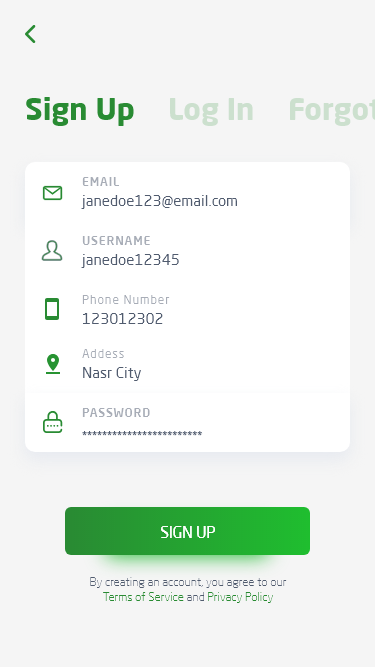 Sign Up Log In Forgot
EMAIL
janedoe123@email.com
USERNAME
janedoe12345
Phone Number
123012302
Addess
Nasr City
PASSWORD
************************
SIGN UP
By creating an account, you agree to our
Terms of Service and Privacy Policy